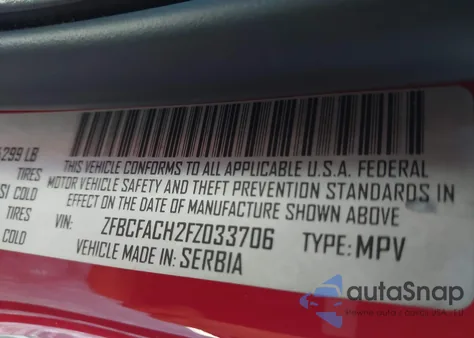 5299 LB
TIRES
SI COLD
TIRES
COLD
THIS VEHICLE CONFORMS TO ALL APPLICABLE U.S.A. FEDERAL
MOTOR VEHICLE SAFETY AND THEFT PREVENTION STANDARDS IN
EFFECT ON THE DATE OF MANUFACTURE SHOWN ABOVE
VIN: ZFBCFACH2FZ033706 TYPE: MPV
VEHICLE MADE IN: SERBIA
autoSnap